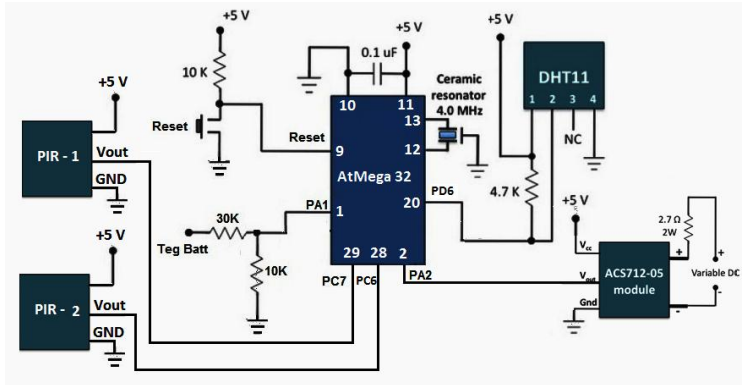 +5 V
+5 V
+5 V
10 K
0.1 uF
Ceramic
resonator
4.0 MHz
DHT11
1 2 3 4
NC
+5 V
PIR - 1
Vout
GND
Reset
Reset
10
11
13
12
9
AtMega 32
PA1
1
20
PD6
4.7 K
29 28 2
PC7
PC6
PA2
30K
Teg Batt
10K
+5 V
PIR - 2
Vout
GND
+5 V
Vcc
Vout
Gnd
ACS712-05
module
+
-
2.7 Ω
2W
+
Variable DC
-